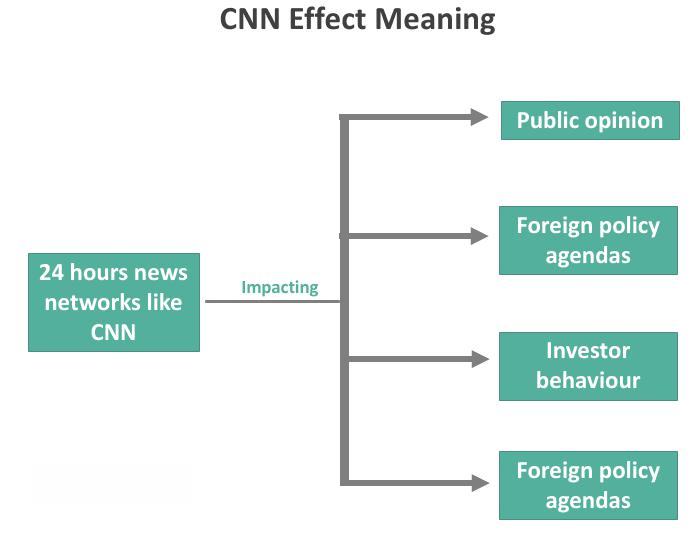 CNN Effect Meaning
Public opinion
Foreign policy
agendas
24 hours news
networks like
CNN
Impacting
Investor
behaviour
Foreign policy
agendas